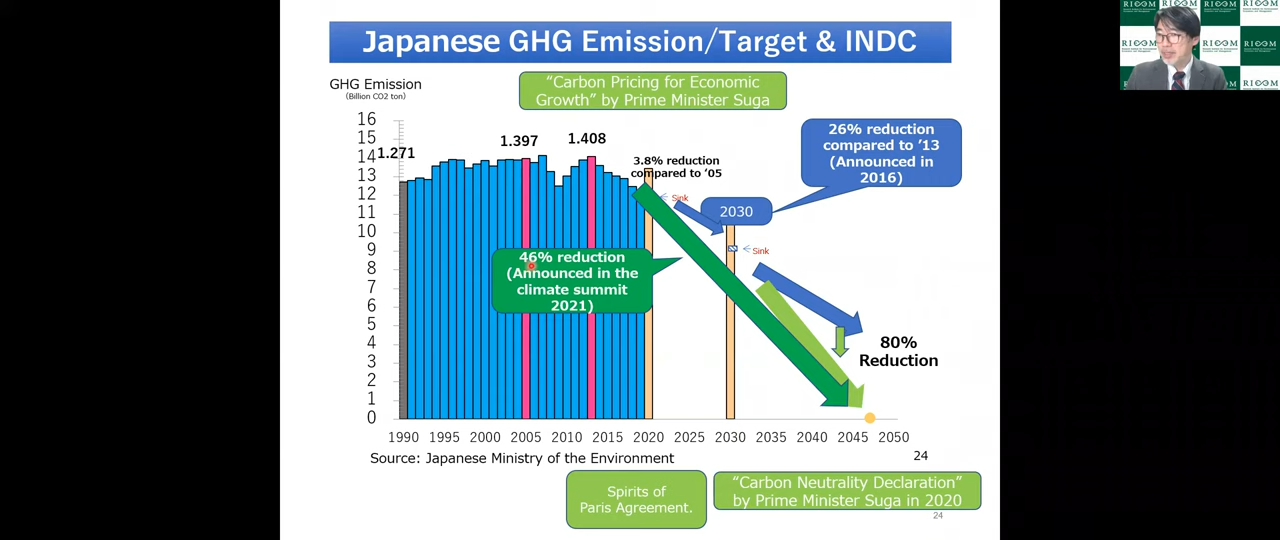 Japanese GHG Emission/Target & INDC
GHG Emission
(Billion CO2 ton)
“Carbon Pricing for Economic
Growth” by Prime Minister Suga
26% reduction
compared to ’13
(Announced in
2016)
16
15
14
13
12
11
10
9
8
7
6
5
4
3
2
1
0
1.271
1.397
1.408
3.8% reduction
compared to ’05
Sink
2030
Sink
46% reduction
(Announced in the
climate summit
2021)
80%
Reduction
1990 1995 2000 2005 2010 2015 2020 2025 2030 2035 2040 2045 2050
Source: Japanese Ministry of the Environment
24
Spirits of
Paris Agreement.
“Carbon Neutrality Declaration”
by Prime Minister Suga in 2020
24